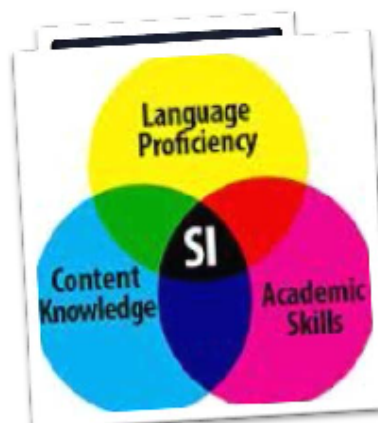 Language
Proficiency
SI
Content
Knowledge
Academic
Skills